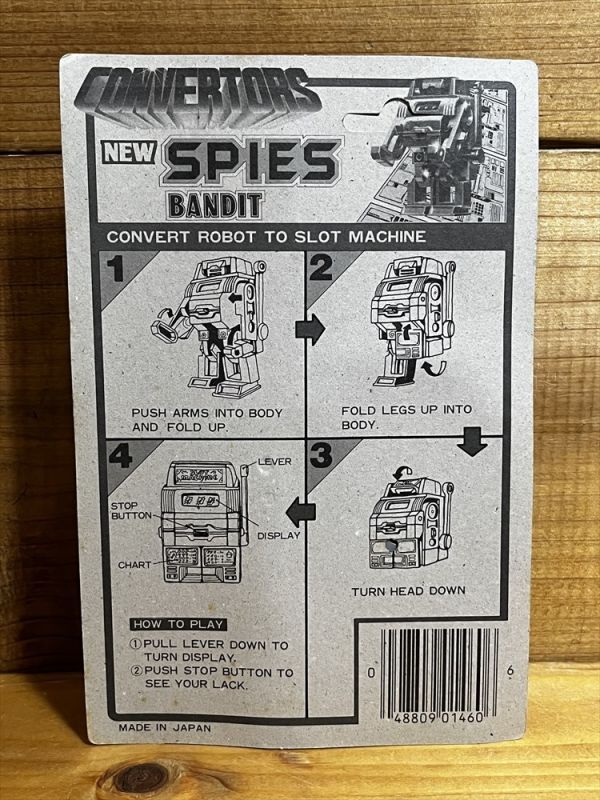 CONVERTORS
NEW SPIES
BANDIT
CONVERT ROBOT TO SLOT MACHINE
1
PUSH ARMS INTO BODY
AND FOLD UP.
2
FOLD LEGS UP INTO
BODY.
3
TURN HEAD DOWN
4
LEVER
STOP
BUTTON
DISPLAY
CHART
HOW TO PLAY
①PULL LEVER DOWN TO
TURN DISPLAY.
②PUSH STOP BUTTON TO
SEE YOUR LACK.
0 48809 01460 6
MADE IN JAPAN